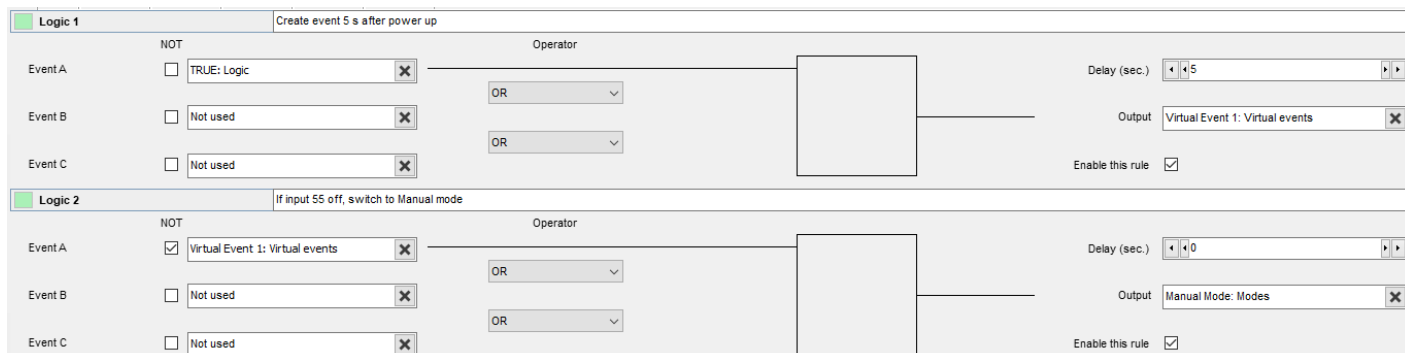 Logic 1 Create event 5 s after power up
NOT Operator
Event A TRUE: Logic Delay (sec.) 5
OR
Event B Not used Output Virtual Event 1: Virtual events
OR
Event C Not used Enable this rule
Logic 2 If input 55 off, switch to Manual mode
NOT Operator
Event A Virtual Event 1: Virtual events Delay (sec.) 0
OR
Event B Not used Output Manual Mode: Modes
OR
Event C Not used Enable this rule